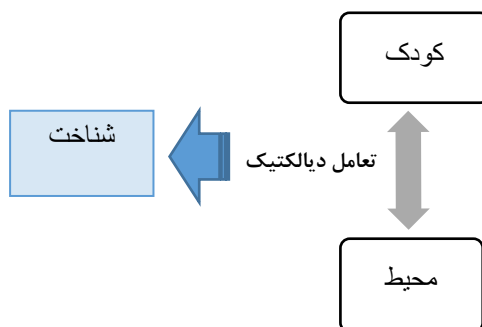 کودک
شناخت
تعامل دیالکتیک
محیط